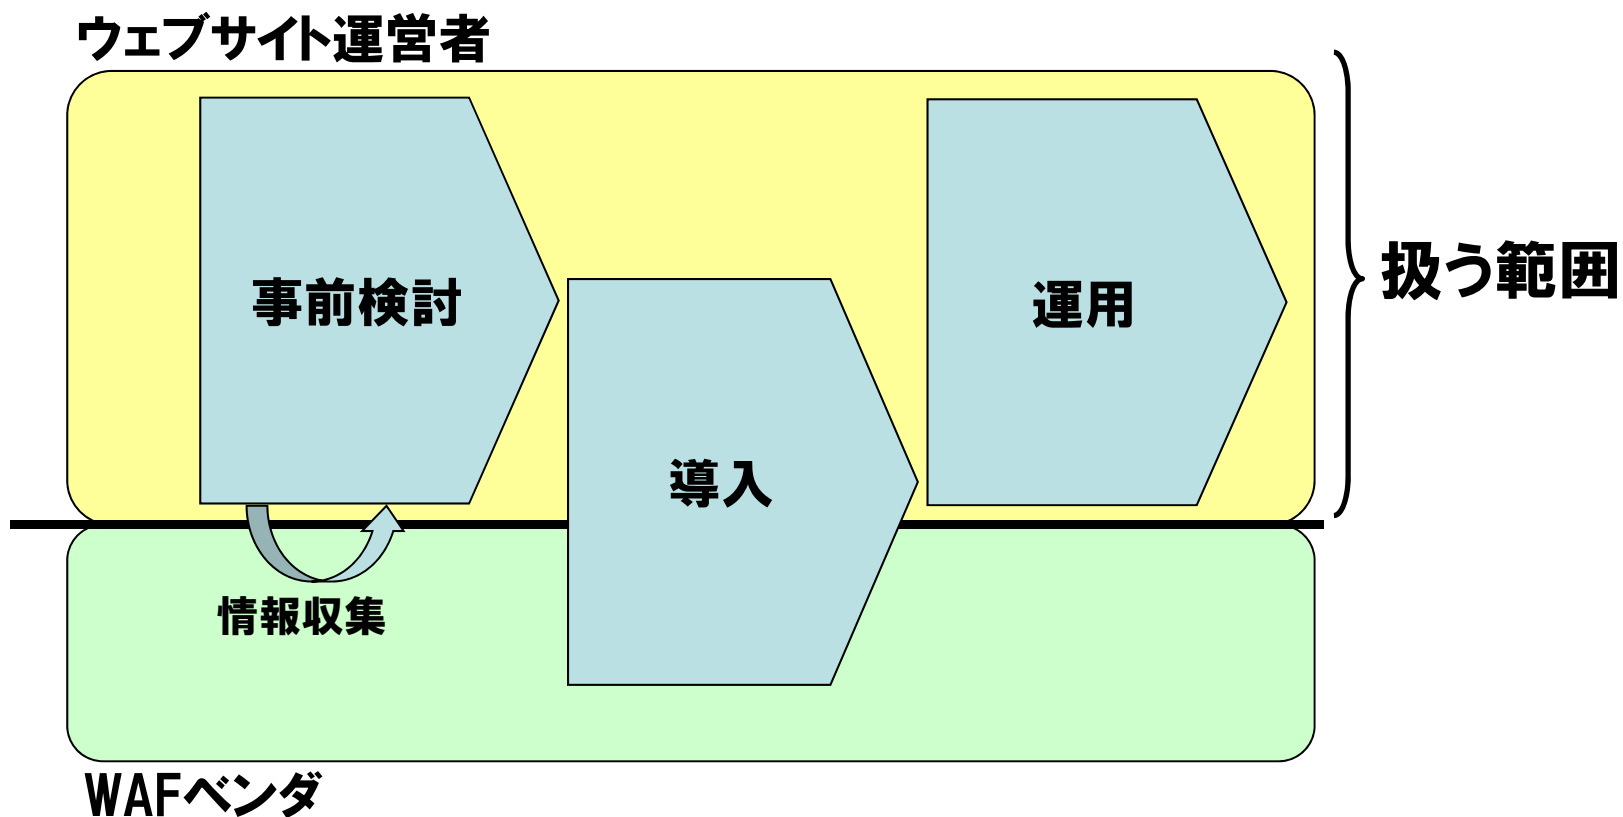 ウェブサイト運営者
事前検討
運用
扱う範囲
導入
情報収集
WAFベンダ